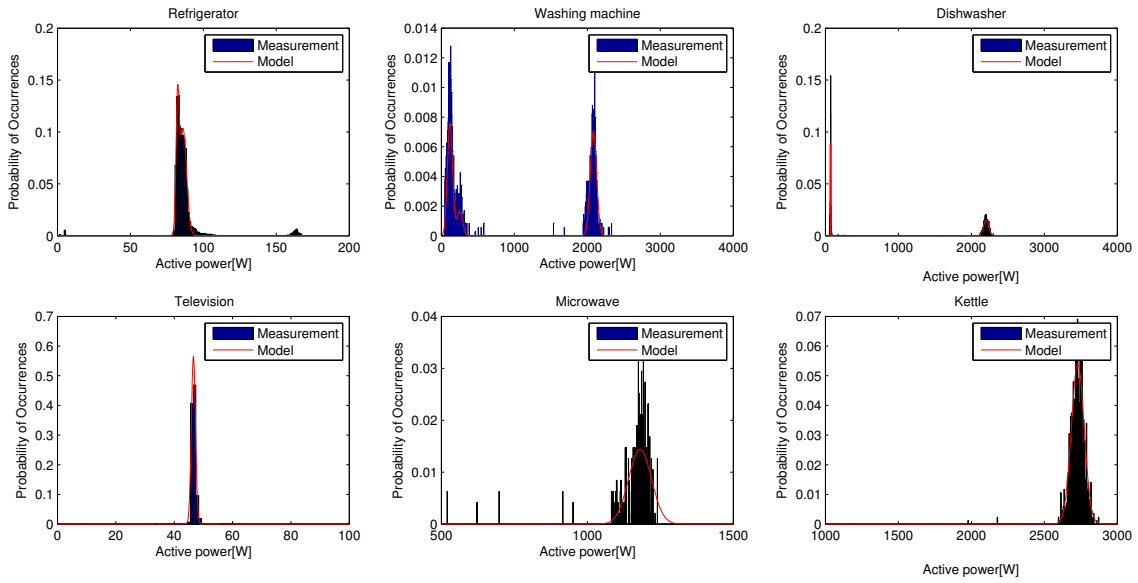 Refrigerator
Probability of Occurrences
0.2
0.15
0.1
0.05
0
0 50 100 150 200
Active power[W]
Measurement
Model
Washing machine
Probability of Occurrences
0.014
0.012
0.01
0.008
0.006
0.004
0.002
0
0 1000 2000 3000 4000
Active power[W]
Measurement
Model
Dishwasher
Probability of Occurrences
0.2
0.15
0.1
0.05
0
0 1000 2000 3000 4000
Active power[W]
Measurement
Model
Television
Probability of Occurrences
0.7
0.6
0.5
0.4
0.3
0.2
0.1
0
0 20 40 60 80 100
Active power[W]
Measurement
Model
Microwave
Probability of Occurrences
0.04
0.03
0.02
0.01
0
500 1000 1500
Active power[W]
Measurement
Model
Kettle
Probability of Occurrences
0.07
0.06
0.05
0.04
0.03
0.02
0.01
0
1000 1500 2000 2500 3000
Active power[W]
Measurement
Model